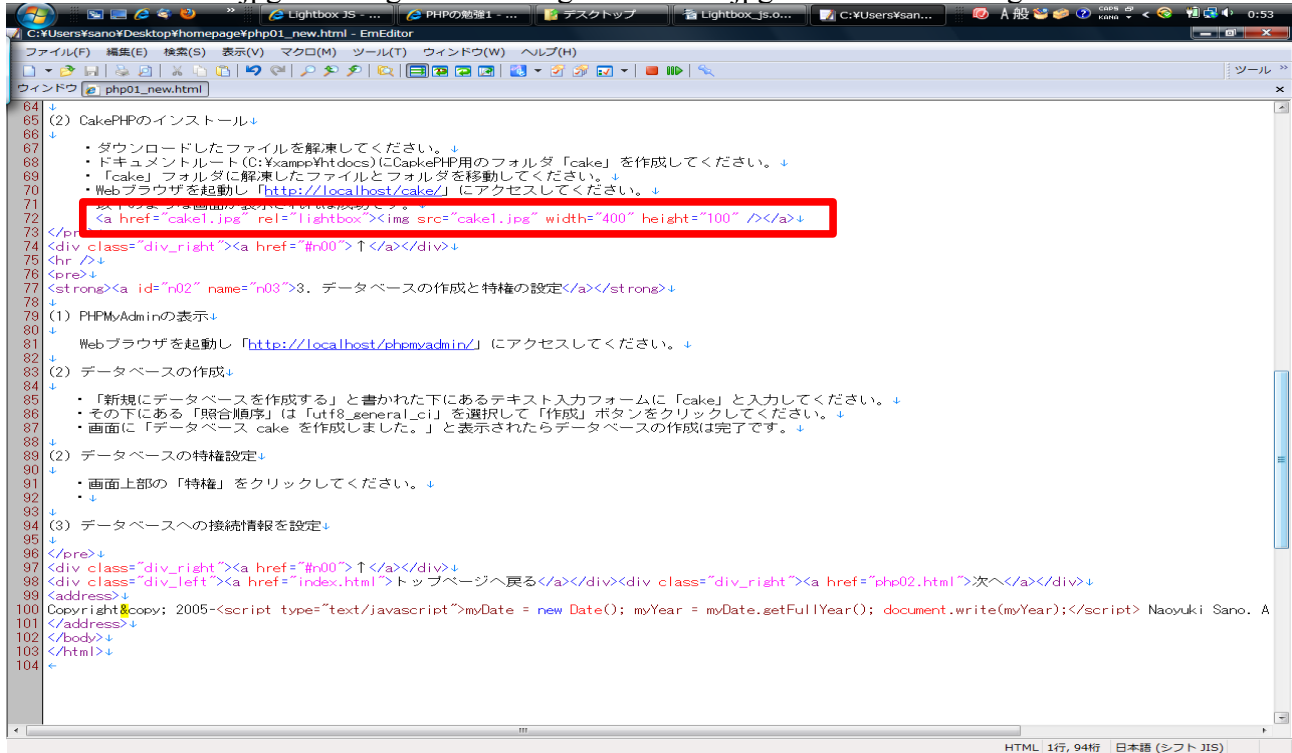 Lightbox JS - ...
PHPの勉強1 - ...
デスクトップ
Lightbox_js.o...
C:¥Users¥san...
A 般
CAPS
KANA
0:53
C:¥Users¥sano¥Desktop¥homepage¥php01_new.html - EmEditor
ファイル(F) 編集(E) 検索(S) 表示(V) マクロ(M) ツール(T) ウィンドウ(W) ヘルプ(H)
ツール »
ウィンドウ php01_new.html
64 ↓
65 (2) CakePHPのインストール↓
66 ↓
67 ・ダウンロードしたファイルを解凍してください。↓
68 ・ドキュメントルート(C:¥xampp¥htdocs)にCapkePHP用のフォルダ「cake」を作成してください。↓
69 ・「cake」フォルダに解凍したファイルとフォルダを移動してください。↓
70 ・Webブラウザを起動し「http://localhost/cake/」にアクセスしてください。↓
71 以下のような画面が表示されれば成功です。↓
72 <a href="cake1.jpg" rel="lightbox"><img src="cake1.jpg" width="400" height="100" /></a>↓
73 </pre>↓
74 <div class="div_right"><a href="#n00">↑</a></div>↓
75 <hr />↓
76 <pre>↓
77 <strong><a id="n02" name="n03">3. データベースの作成と特権の設定</a></strong>↓
78 ↓
79 (1) PHPMyAdminの表示↓
80 ↓
81 Webブラウザを起動し「http://localhost/phpmyadmin/」にアクセスしてください。↓
82 ↓
83 (2) データベースの作成↓
84 ↓
85 ・「新規にデータベースを作成する」と書かれた下にあるテキスト入力フォームに「cake」と入力してください。↓
86 ・その下にある「照合順序」は「utf8_general_ci」を選択して「作成」ボタンをクリックしてください。↓
87 ・画面に「データベース cake を作成しました。」と表示されたらデータベースの作成は完了です。↓
88 ↓
89 (2) データベースの特権設定↓
90 ↓
91 ・画面上部の「特権」をクリックしてください。↓
92 ・↓
93 ↓
94 (3) データベースへの接続情報を設定↓
95 ↓
96 </pre>↓
97 <div class="div_right"><a href="#n00">↑</a></div>↓
98 <div class="div_left"><a href="index.html">トップページへ戻る</a></div><div class="div_right"><a href="php02.html">次へ</a></div>↓
99 <address>↓
100 Copyright&copy; 2005-<script type="text/javascript">myDate = new Date(); myYear = myDate.getFullYear(); document.write(myYear);</script> Naoyuki Sano. A
101 </address>↓
102 </body>↓
103 </html>↓
104 ←
HTML 1行, 94桁 日本語 (シフト JIS)